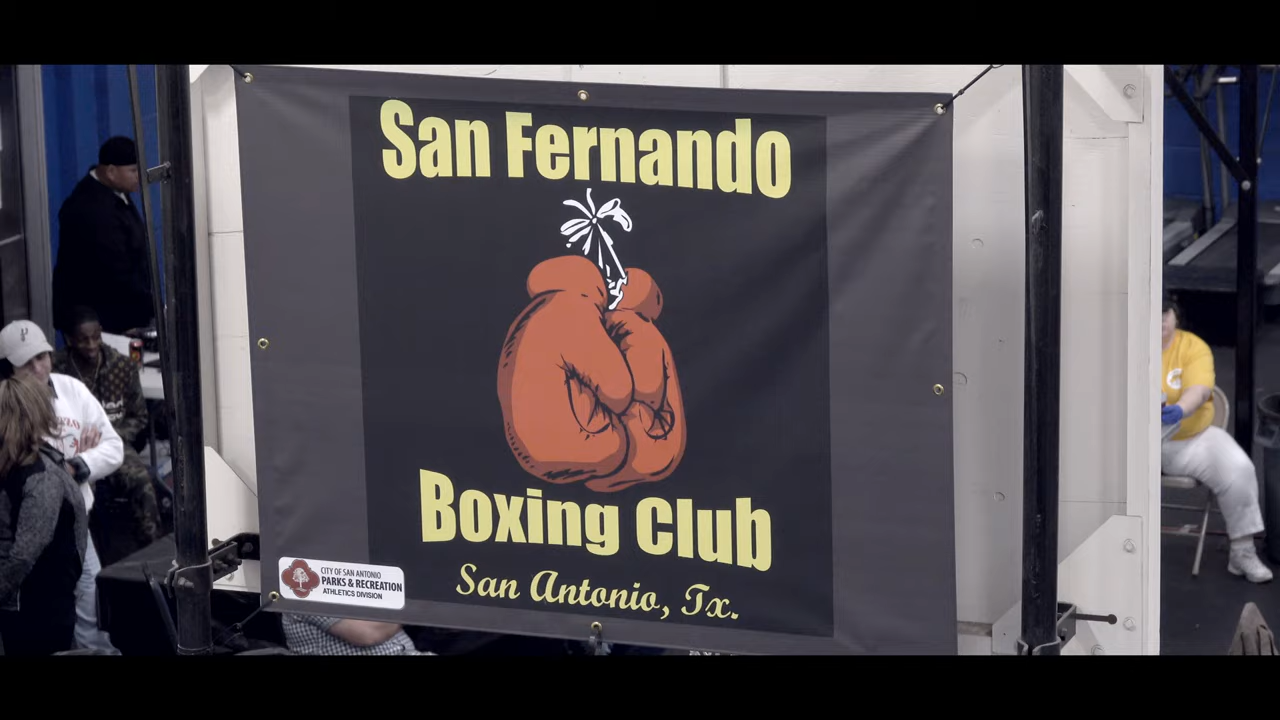 San Fernando
Boxing Club
San Antonio, Tx.
CITY OF SAN ANTONIO
PARKS & RECREATION
ATHLETICS DIVISION